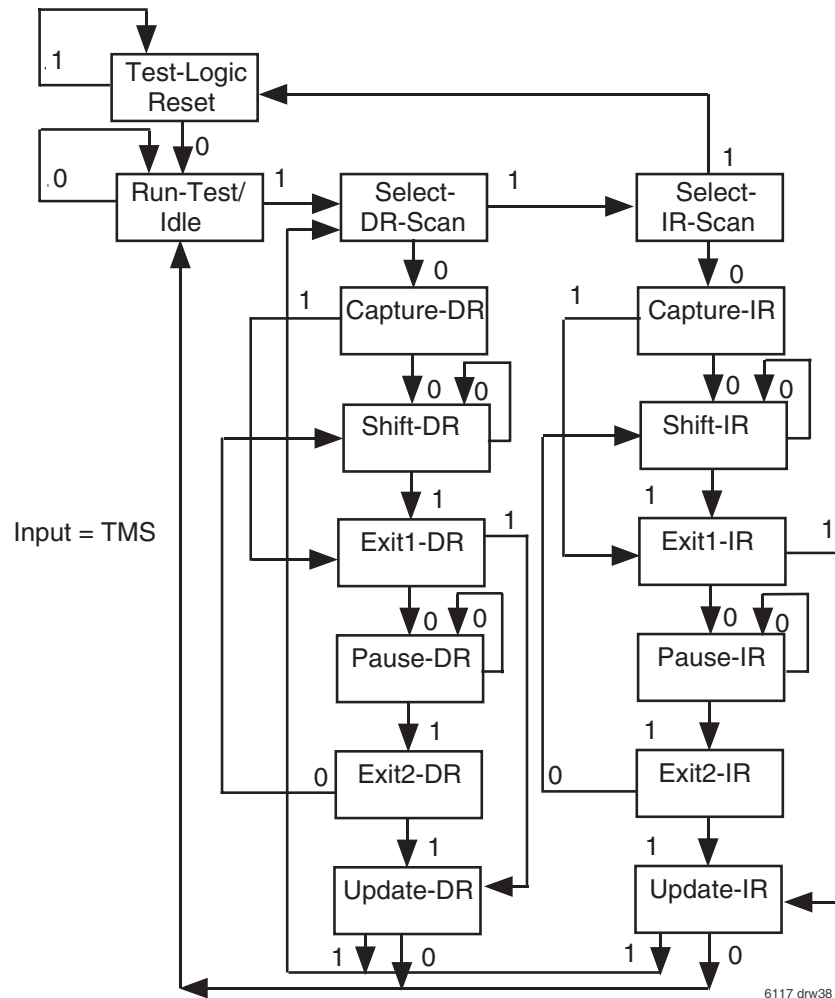 .1
Test-Logic
Reset
0
.0
Run-Test/
Idle
1
Select-
DR-Scan
1
Select-
IR-Scan
1
0
0
1
Capture-DR
1
Capture-IR
0
0
0
0
Shift-DR
Shift-IR
1
1
Input = TMS
Exit1-DR
1
Exit1-IR
1
0
0
0
0
Pause-DR
Pause-IR
1
1
0
Exit2-DR
0
Exit2-IR
1
1
Update-DR
Update-IR
1
0
1
0
6117 drw38